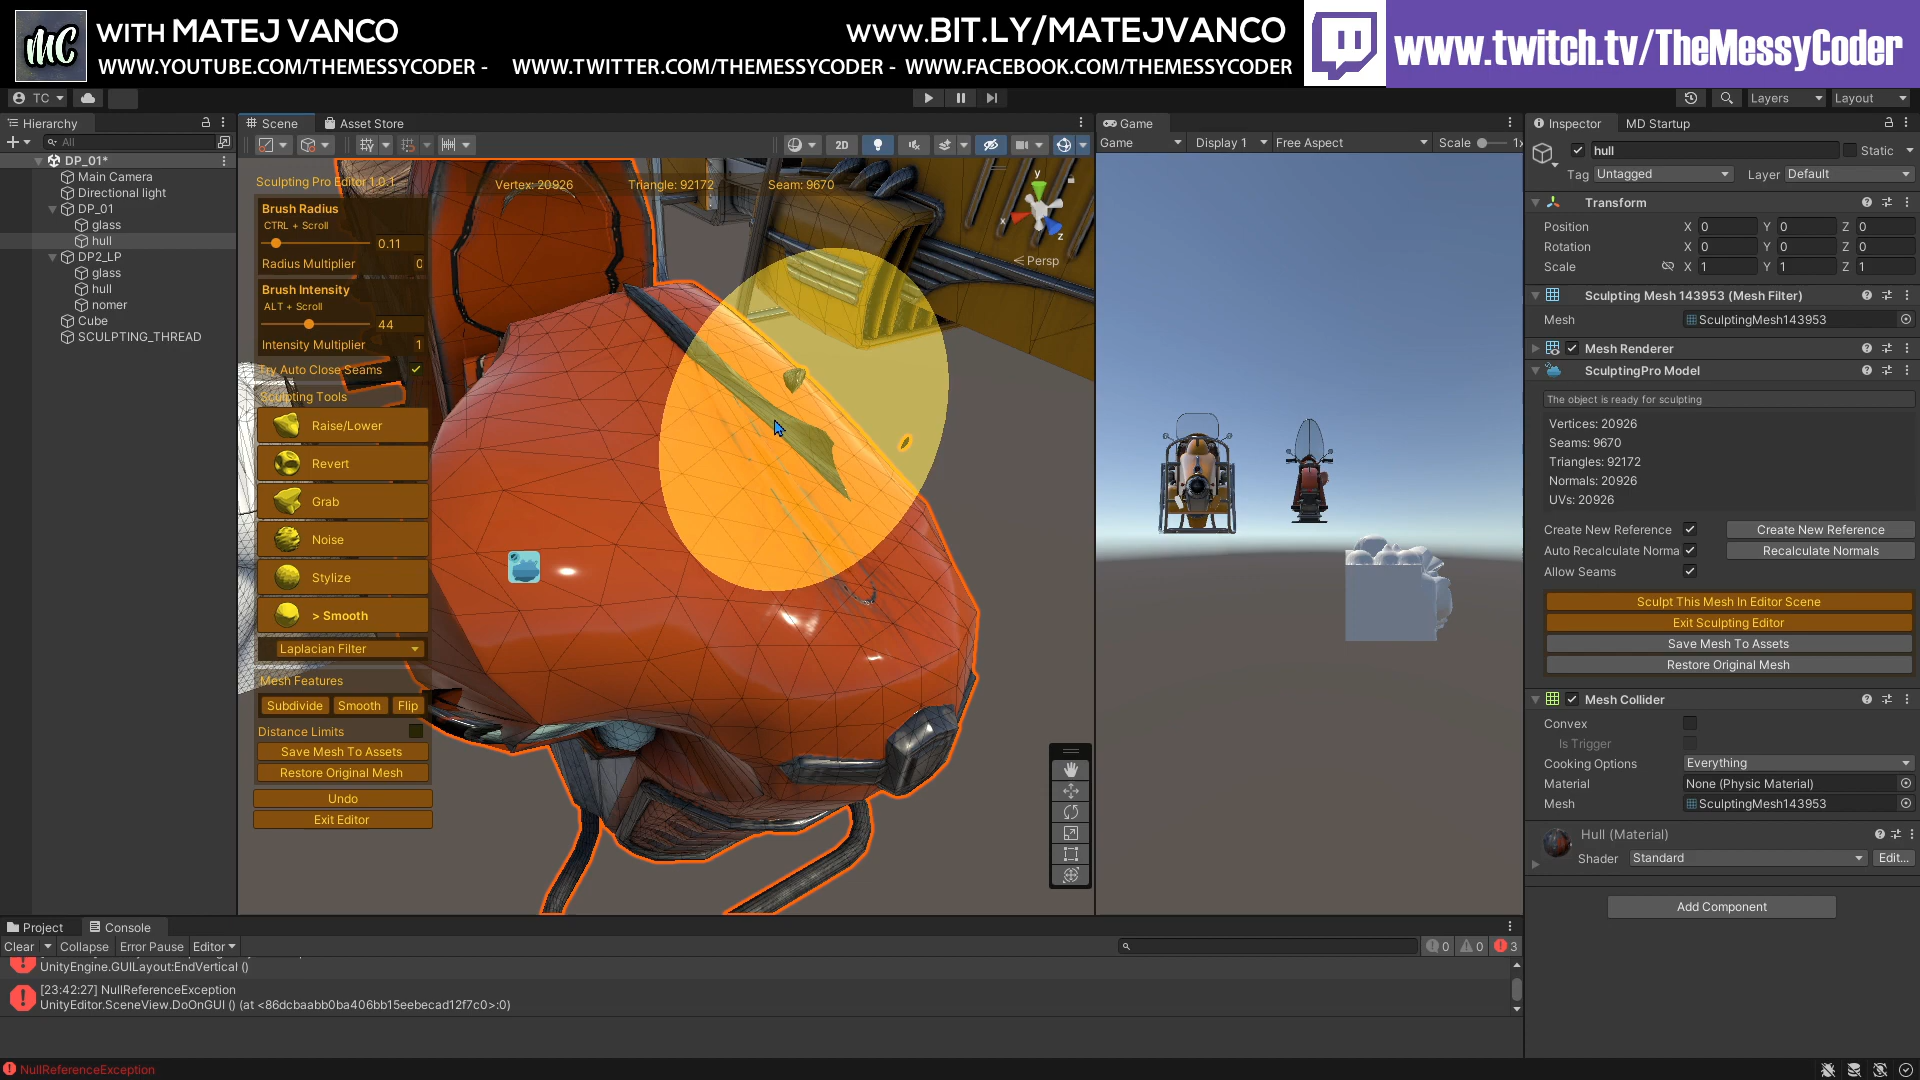 MC
WITH MATEJ VANCO
WWW.BIT.LY/MATEJVANCO
WWW.YOUTUBE.COM/THEMESSYCODER - WWW.TWITTER.COM/THEMESSYCODER - WWW.FACEBOOK.COM/THEMESSYCODER
www.twitch.tv/TheMessyCoder
TC
Layers
Layout
Hierarchy
All
DP_01*
Main Camera
Directional light
DP_01
glass
hull
DP2_LP
glass
hull
nomer
Cube
SCULPTING_THREAD
Scene
Asset Store
2D
Sculpting Pro Editor 1.0.1
Vertex: 20926
Triangle: 92172
Seam: 9670
Brush Radius
CTRL + Scroll
0.11
Radius Multiplier 0
Brush Intensity
ALT + Scroll
44
Intensity Multiplier 1
Try Auto Close Seams
Sculpting Tools
Raise/Lower
Revert
Grab
Noise
Stylize
> Smooth
Laplacian Filter
Mesh Features
Subdivide Smooth Flip
Distance Limits
Save Mesh To Assets
Restore Original Mesh
Undo
Exit Editor
y
x
z
Persp
Game
Game Display 1 Free Aspect Scale 1x
Inspector MD Startup
hull Static
Tag Untagged Layer Default
Transform
Position X 0 Y 0 Z 0
Rotation X 0 Y 0 Z 0
Scale X 1 Y 1 Z 1
Sculpting Mesh 143953 (Mesh Filter)
Mesh SculptingMesh143953
Mesh Renderer
SculptingPro Model
The object is ready for sculpting
Vertices: 20926
Seams: 9670
Triangles: 92172
Normals: 20926
UVs: 20926
Create New Reference Create New Reference
Auto Recalculate Norma Recalculate Normals
Allow Seams
Sculpt This Mesh In Editor Scene
Exit Sculpting Editor
Save Mesh To Assets
Restore Original Mesh
Mesh Collider
Convex
Is Trigger
Cooking Options Everything
Material None (Physic Material)
Mesh SculptingMesh143953
Hull (Material)
Shader Standard Edit...
Add Component
Project Console
Clear Collapse Error Pause Editor
0 0 3
UnityEngine.GUILayout:EndVertical ()
[23:42:27] NullReferenceException
UnityEditor.SceneView.DoOnGUI () (at <86dcbaabb0ba406bb15eebecad12f7c0>:0)
NullReferenceException